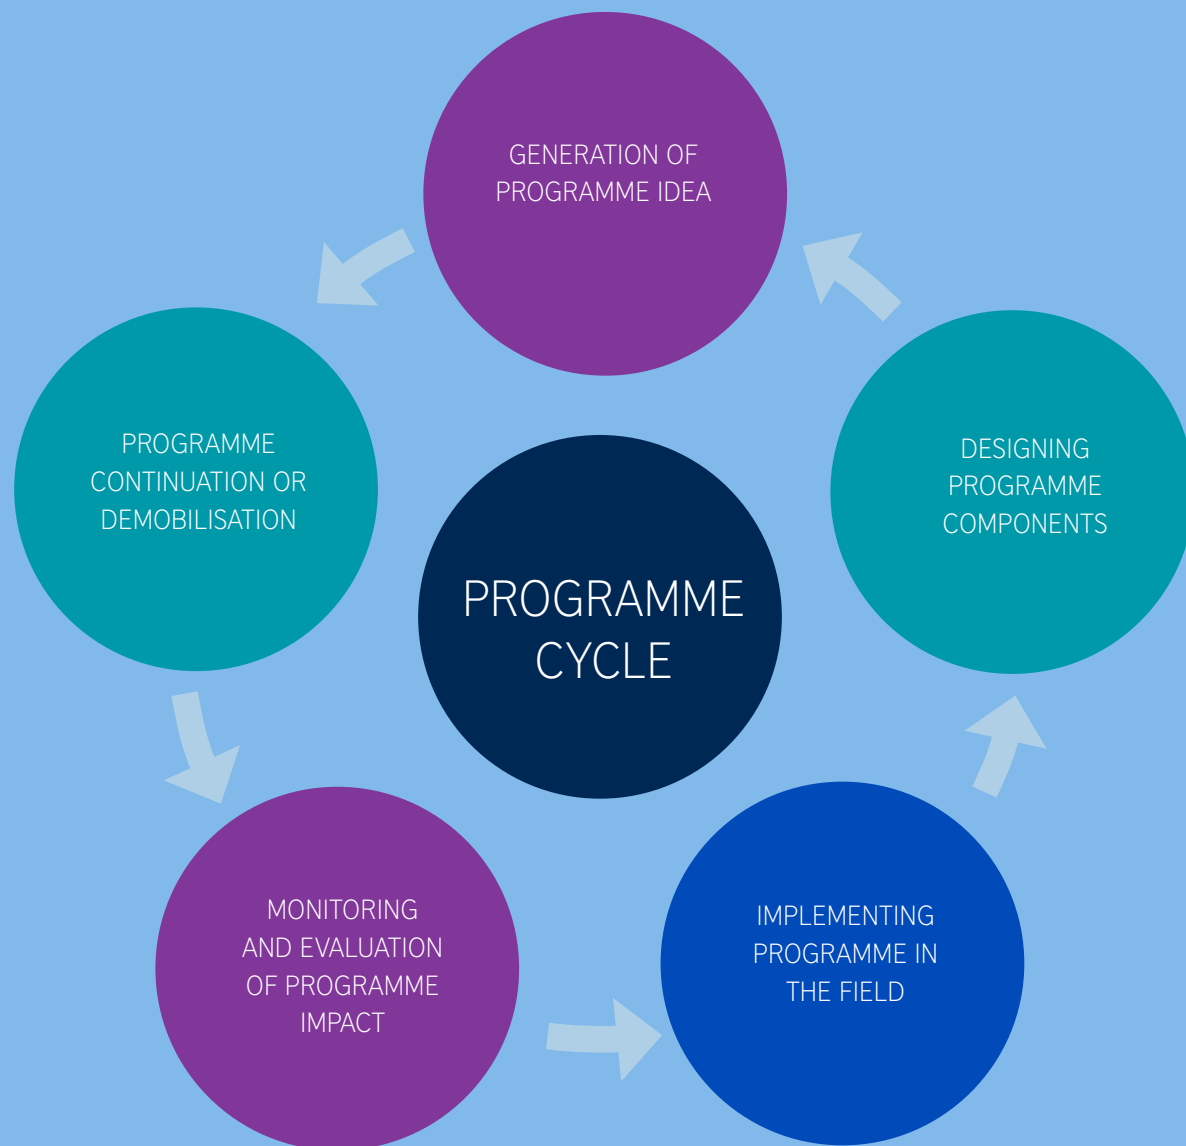 GENERATION OF
PROGRAMME IDEA
PROGRAMME
CONTINUATION OR
DEMOBILISATION
DESIGNING
PROGRAMME
COMPONENTS
PROGRAMME
CYCLE
MONITORING
AND EVALUATION
OF PROGRAMME
IMPACT
IMPLEMENTING
PROGRAMME IN
THE FIELD